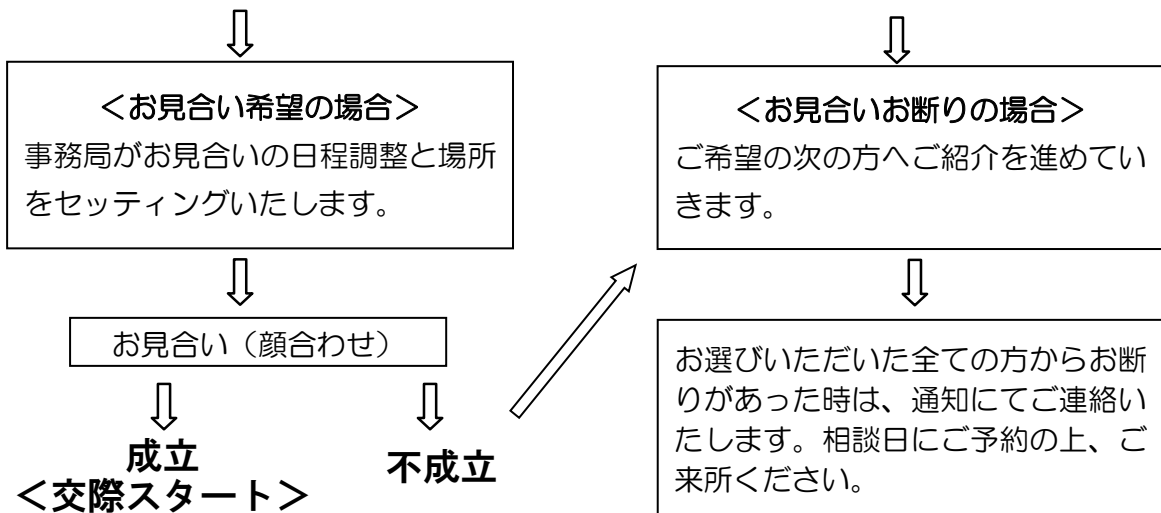 ＜お見合い希望の場合＞
事務局がお見合いの日程調整と場所
をセッティングいたします。
お見合い（顔合わせ）
成立
＜交際スタート＞
不成立
＜お見合いお断りの場合＞
ご希望の次の方へご紹介を進めてい
きます。
お選びいただいた全ての方からお断
りがあった時は、通知にてご連絡い
たします。相談日にご予約の上、ご
来所ください。